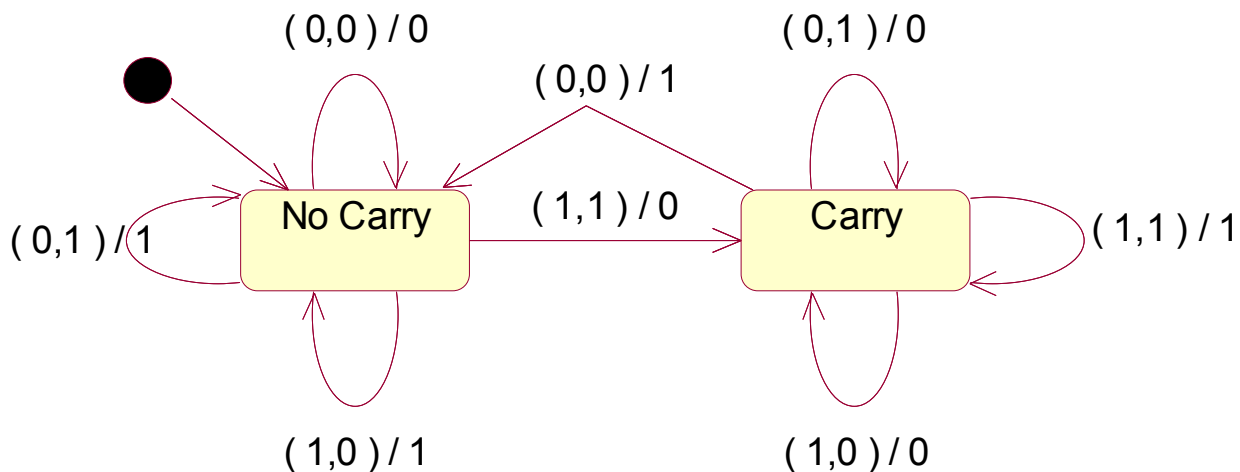 ( 0,0 ) / 0
( 0,1 ) / 0
( 0,0 ) / 1
No Carry
( 1,1 ) / 0
Carry
( 0,1 ) / 1
( 1,1 ) / 1
( 1,0 ) / 1
( 1,0 ) / 0